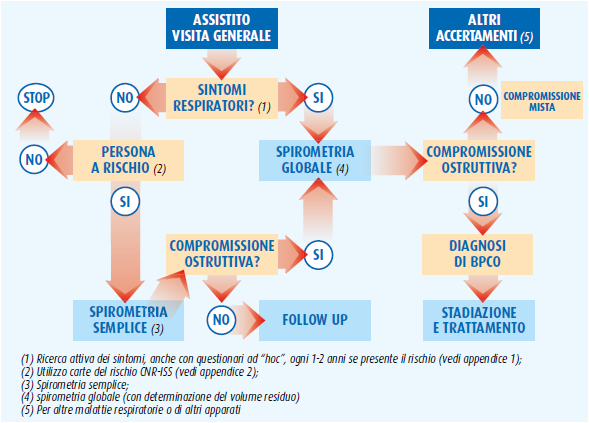 ASSISTITO
VISITA GENERALE
ALTRI
ACCERTAMENTI (5)
STOP
NO
SINTOMI
RESPIRATORI? (1)
SI
NO
COMPROMISSIONE
MISTA
NO
PERSONA
A RISCHIO (2)
SPIROMETRIA
GLOBALE (4)
COMPROMISSIONE
OSTRUTTIVA?
SI
SI
COMPROMISSIONE
OSTRUTTIVA?
SI
DIAGNOSI
DI BPCO
SPIROMETRIA
SEMPLICE (3)
NO
FOLLOW UP
STADIAZIONE
E TRATTAMENTO
(1) Ricerca attiva dei sintomi, anche con questionari ad "hoc", ogni 1-2 anni se presente il rischio (vedi appendice 1);
(2) Utilizzo carte del rischio CNR-ISS (vedi appendice 2);
(3) Spirometria semplice;
(4) spirometria globale (con determinazione del volume residuo)
(5) Per altre malattie respiratorie o di altri apparati